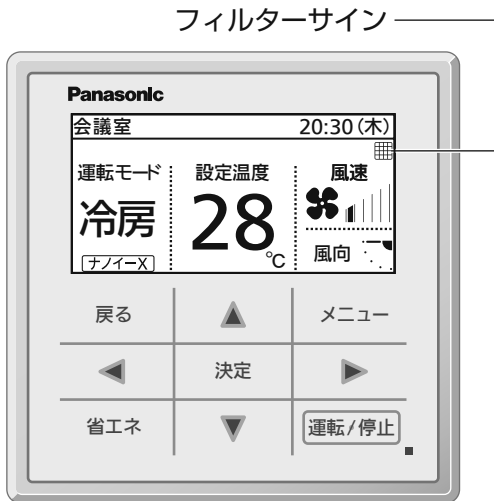 フィルターサイン
Panasonic
会議室 20:30(木)
運転モード 設定温度 風速
冷房 28℃
ナノイーX 風向
戻る メニュー
決定
省エネ 運転/停止